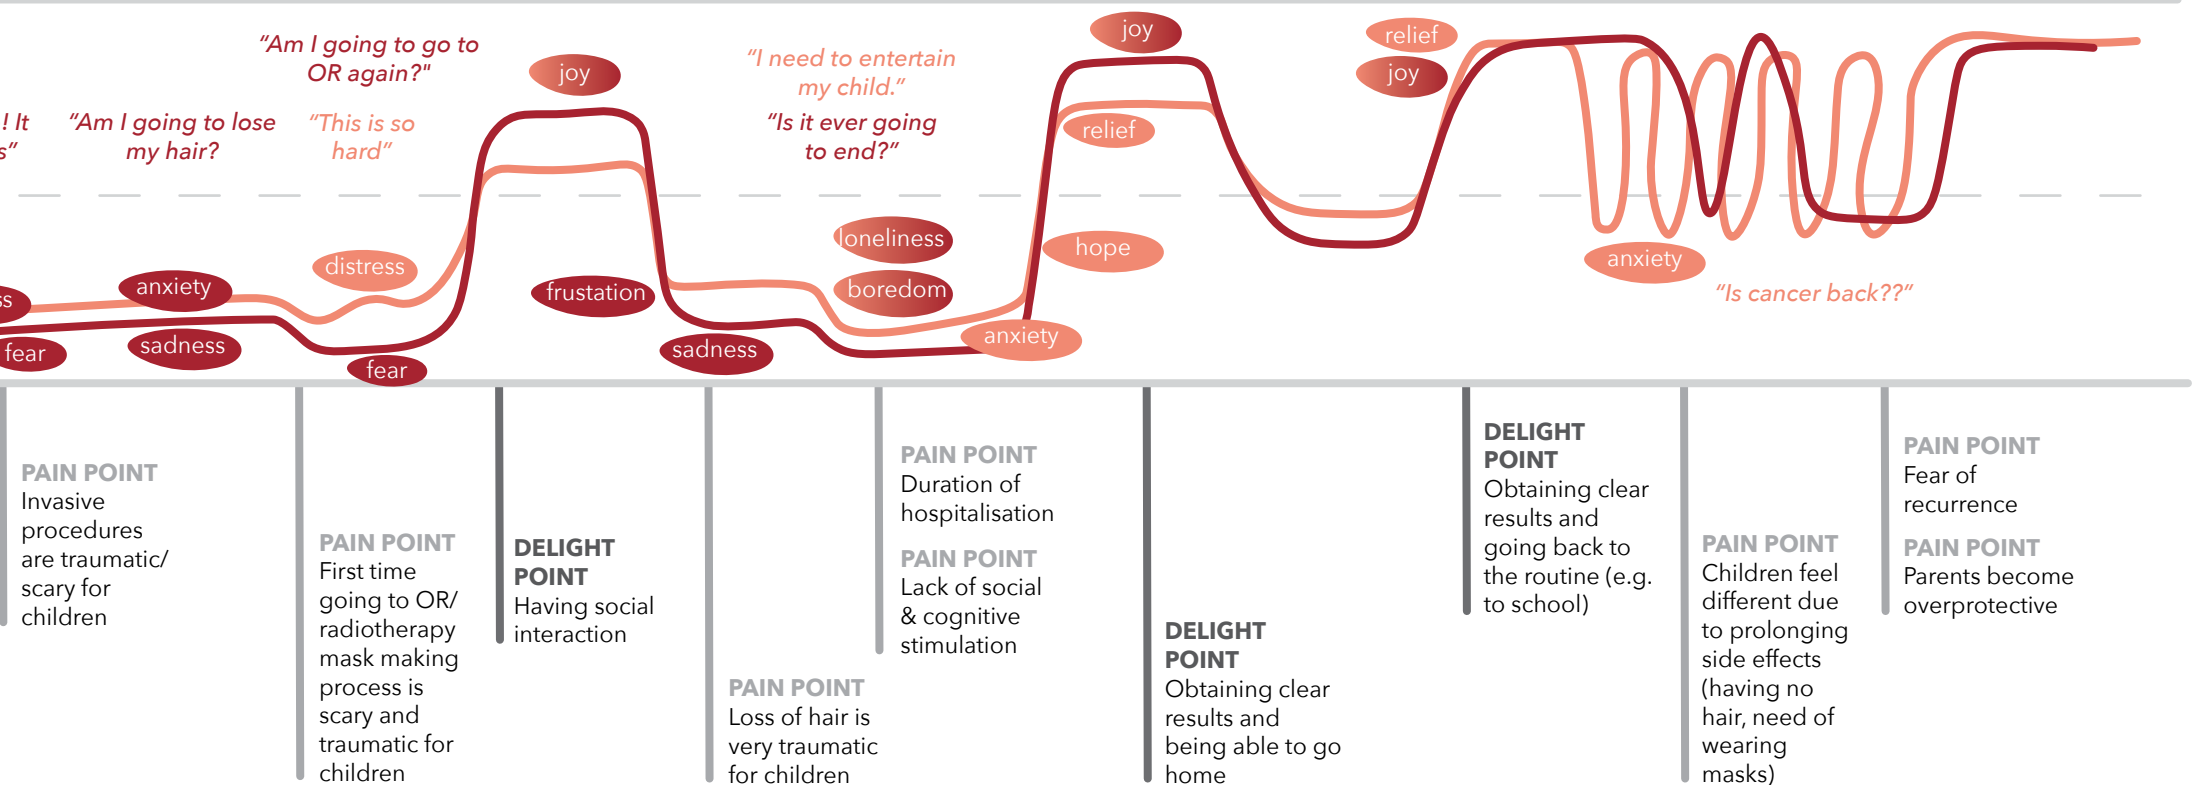 ! It
s”
“Am I going to lose
my hair?
“Am I going to go to
OR again?"
“This is so
hard”
joy
“I need to entertain
my child.”
“Is it ever going
to end?”
joy
relief
relief
joy
ss
fear
anxiety
sadness
distress
fear
frustation
sadness
loneliness
boredom
anxiety
hope
anxiety
“Is cancer back??”
PAIN POINT
Invasive
procedures
are traumatic/
scary for
children
PAIN POINT
First time
going to OR/
radiotherapy
mask making
process is
scary and
traumatic for
children
DELIGHT
POINT
Having social
interaction
PAIN POINT
Loss of hair is
very traumatic
for children
PAIN POINT
Duration of
hospitalisation
PAIN POINT
Lack of social
& cognitive
stimulation
DELIGHT
POINT
Obtaining clear
results and
being able to go
home
DELIGHT
POINT
Obtaining clear
results and
going back to
the routine (e.g.
to school)
PAIN POINT
Children feel
different due
to prolonging
side effects
(having no
hair, need of
wearing
masks)
PAIN POINT
Fear of
recurrence
PAIN POINT
Parents become
overprotective